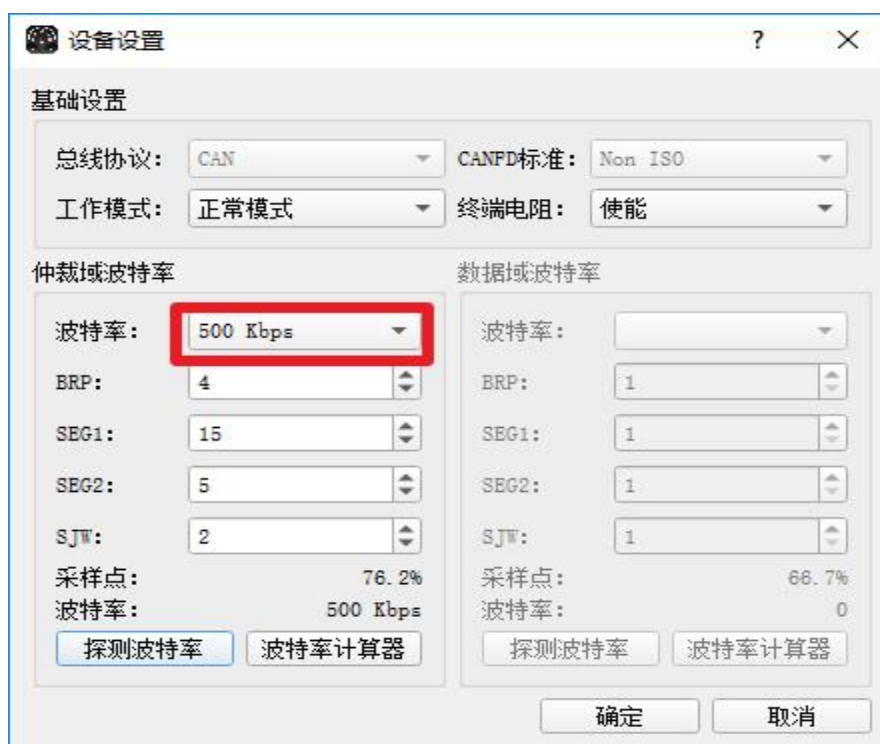 设备设置 ?
基础设置
总线协议: CAN CANFD标准: Non ISO
工作模式: 正常模式 终端电阻: 使能
仲裁域波特率 数据域波特率
波特率: 500 Kbps 波特率:
BRP: 4 BRP: 1
SEG1: 15 SEG1: 1
SEG2: 5 SEG2: 1
SJW: 2 SJW: 1
采样点: 76.2% 采样点: 66.7%
波特率: 500 Kbps 波特率: 0
探测波特率 波特率计算器 探测波特率 波特率计算器
确定 取消